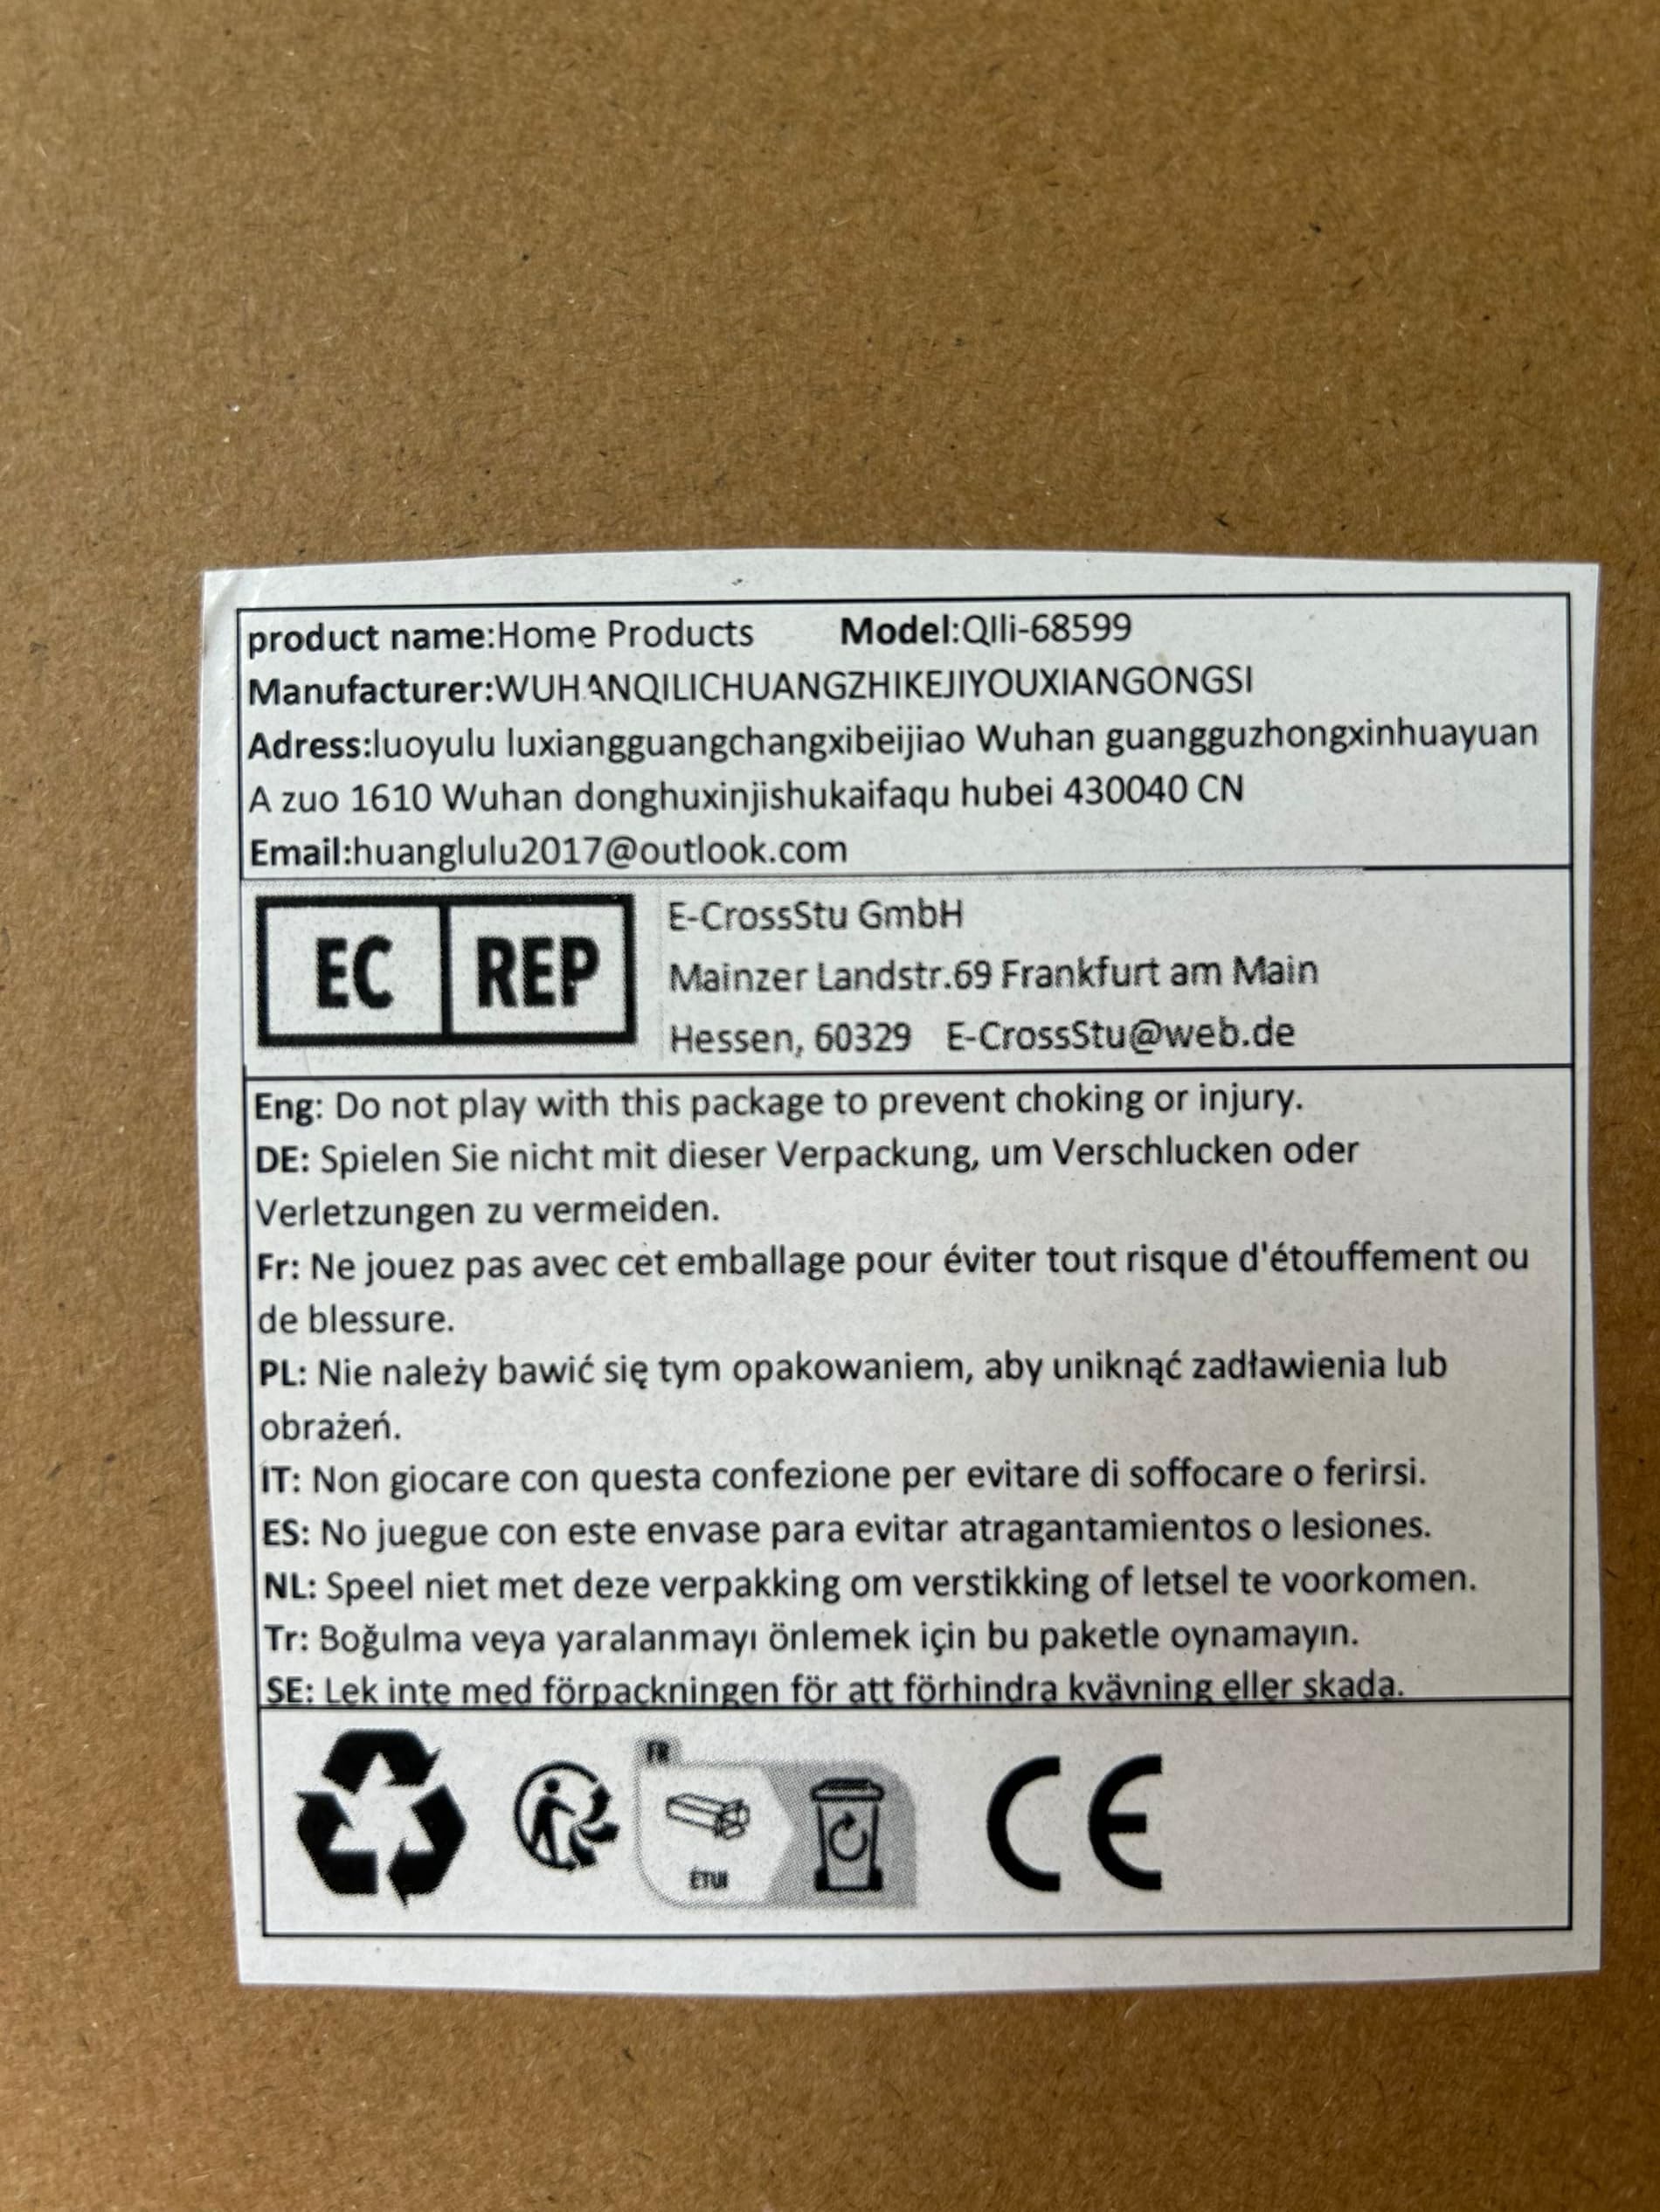 product name:Home Products Model:QIli-68599
Manufacturer:WUHANQILICHUANGZHIKEJIYOUXIANGONGSI
Adress:luoyulu luxiangguangchangxibeijiao Wuhan guangguzhongxinhuayuan
A zuo 1610 Wuhan donghuxinjishukaifaqu hubei 430040 CN
Email:huanglulu2017@outlook.com
EC REP
E-CrossStu GmbH
Mainzer Landstr.69 Frankfurt am Main
Hessen, 60329 E-CrossStu@web.de
Eng: Do not play with this package to prevent choking or injury.
DE: Spielen Sie nicht mit dieser Verpackung, um Verschlucken oder
Verletzungen zu vermeiden.
Fr: Ne jouez pas avec cet emballage pour éviter tout risque d'étouffement ou
de blessure.
PL: Nie należy bawić się tym opakowaniem, aby uniknąć zadławienia lub
obrażeń.
IT: Non giocare con questa confezione per evitare di soffocare o ferirsi.
ES: No juegue con este envase para evitar atragantamientos o lesiones.
NL: Speel niet met deze verpakking om verstikking of letsel te voorkomen.
Tr: Boğulma veya yaralanmayı önlemek için bu paketle oynamayın.
SE: Lek inte med förpackningen för att förhindra kvävning eller skada.
FR
ÉTUI
CE